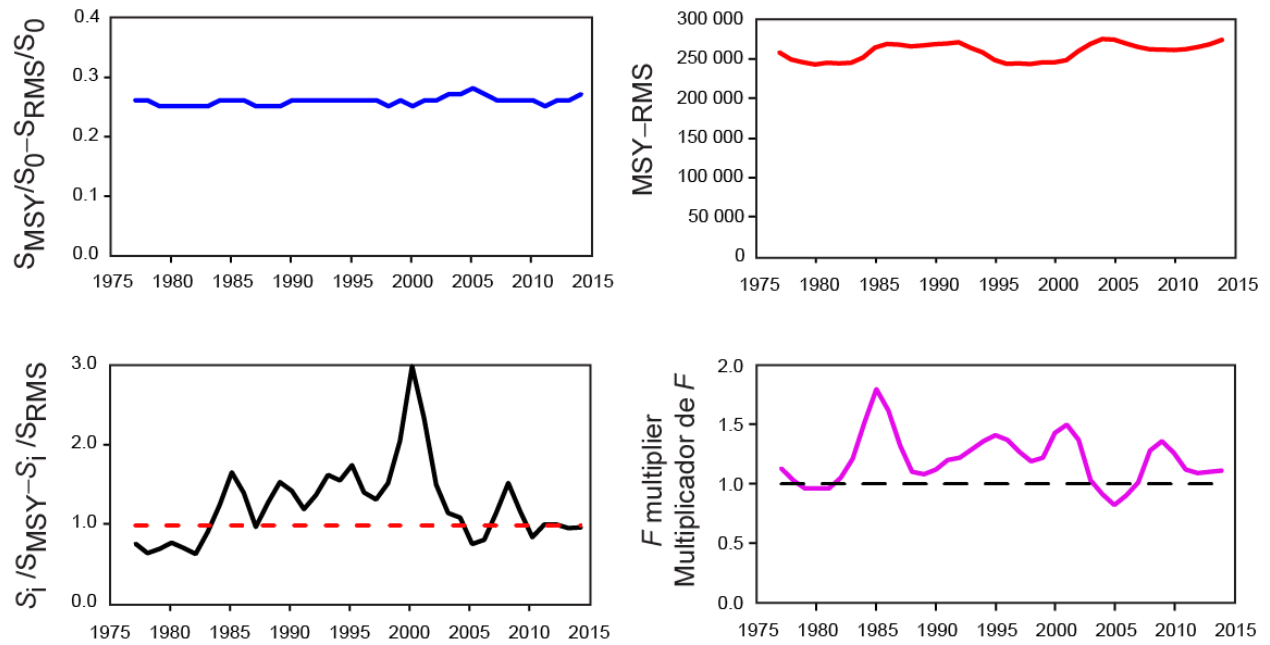 SMSY/S0–SRMS/S0
0.4
0.3
0.2
0.1
0.0
1975 1980 1985 1990 1995 2000 2005 2010 2015
MSY–RMS
300 000
250 000
200 000
150 000
100 000
50 000
0
1975 1980 1985 1990 1995 2000 2005 2010 2015
Si /SMSY–Si /SRMS
3.0
2.0
1.0
0.0
1975 1980 1985 1990 1995 2000 2005 2010 2015
F multiplier
Multiplicador de F
2.0
1.5
1.0
0.5
0.0
1975 1980 1985 1990 1995 2000 2005 2010 2015